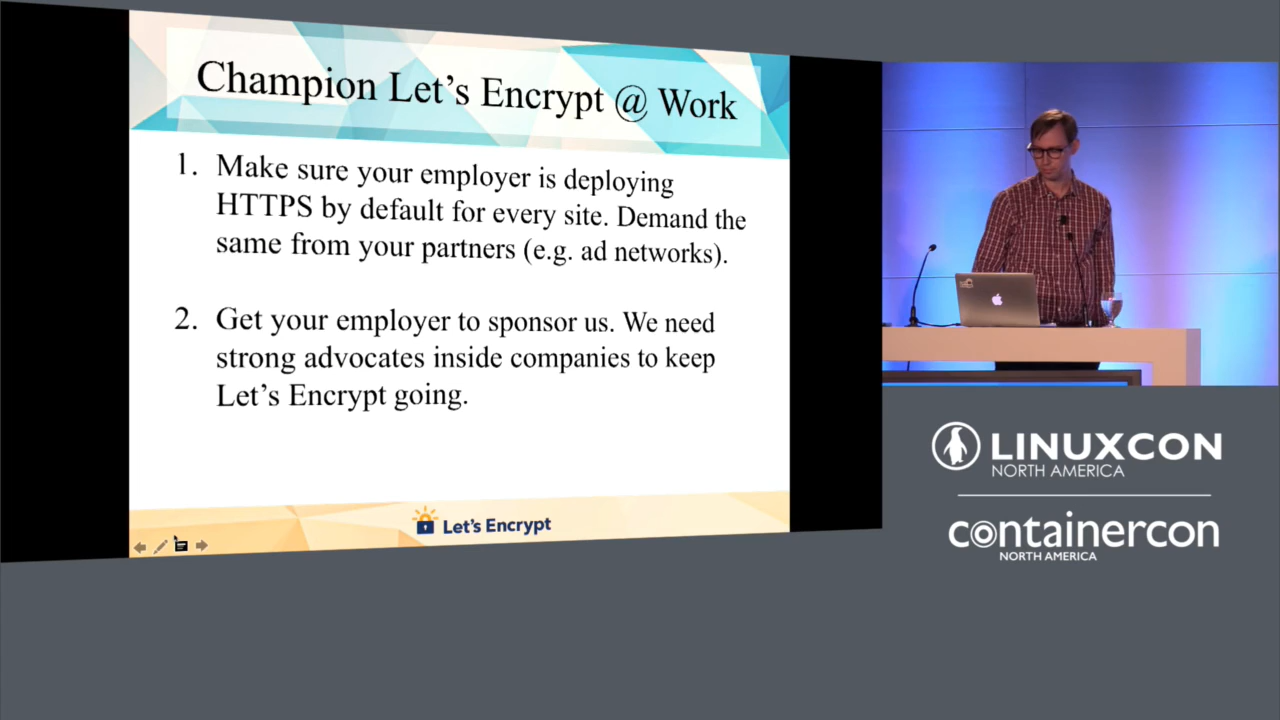 Champion Let's Encrypt @ Work
1. Make sure your employer is deploying
HTTPS by default for every site. Demand the
same from your partners (e.g. ad networks).
2. Get your employer to sponsor us. We need
strong advocates inside companies to keep
Let's Encrypt going.
Let's Encrypt
LINUXCON
NORTH AMERICA
containercon
NORTH AMERICA